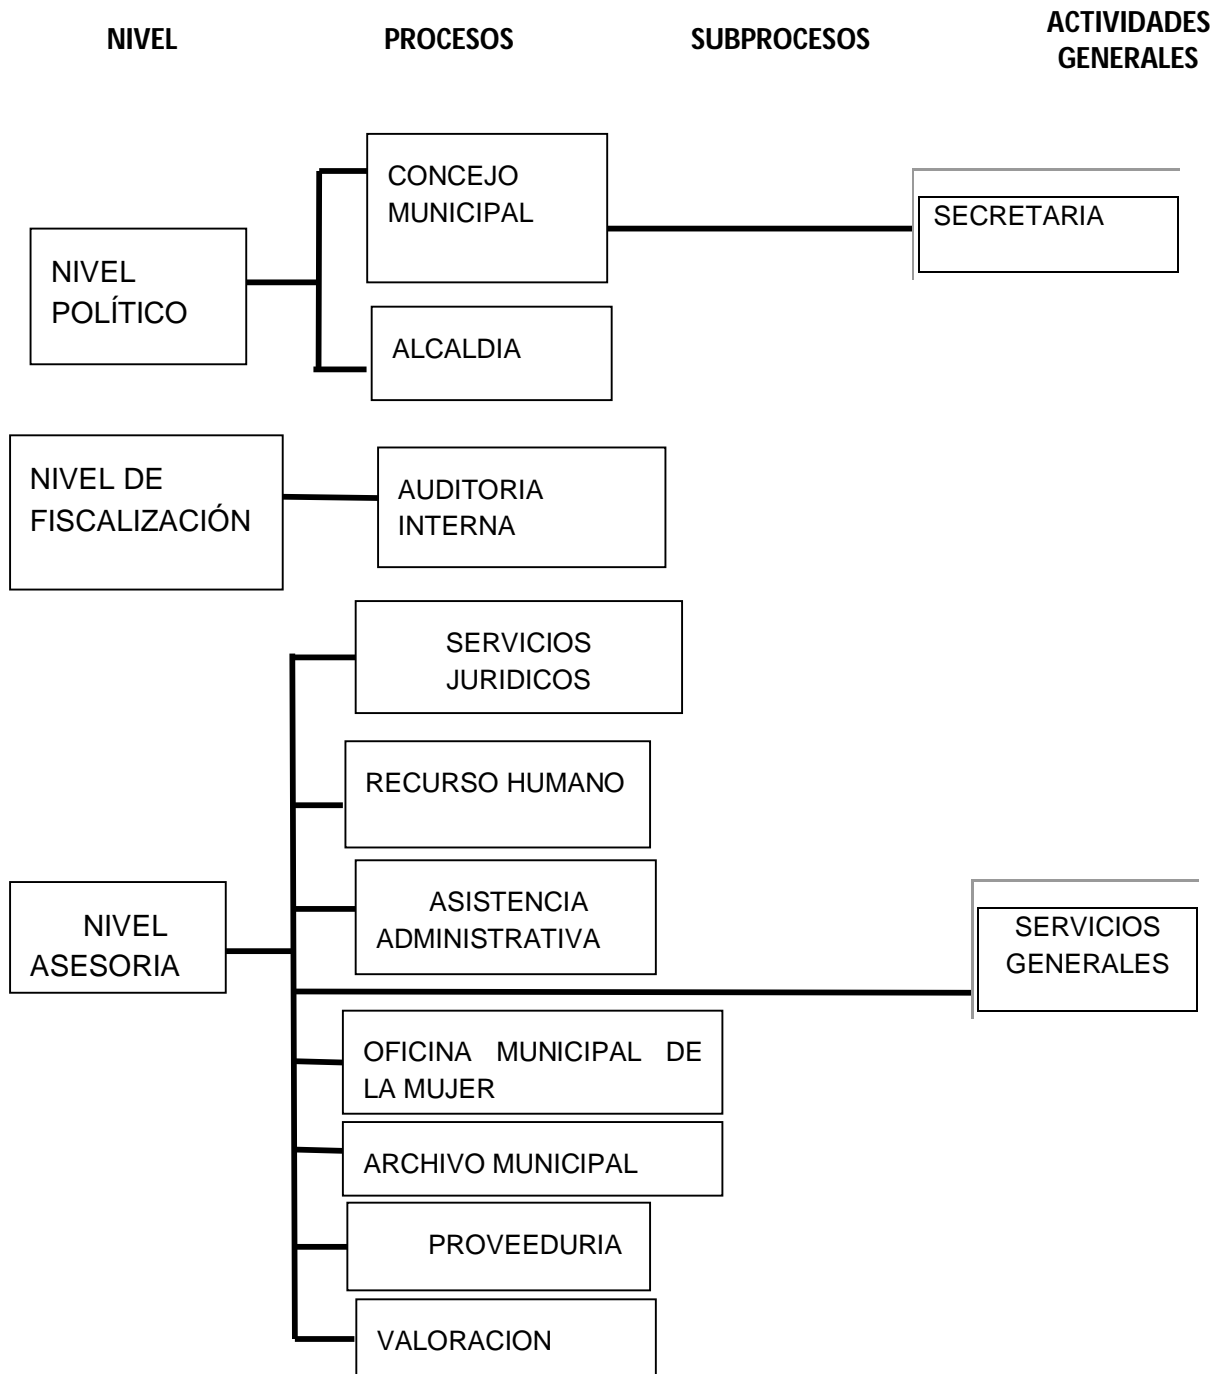 NIVEL
PROCESOS
SUBPROCESOS
ACTIVIDADES
GENERALES
CONCEJO
MUNICIPAL
SECRETARIA
NIVEL
POLÍTICO
ALCALDIA
NIVEL DE
FISCALIZACIÓN
AUDITORIA
INTERNA
SERVICIOS
JURIDICOS
RECURSO HUMANO
ASISTENCIA
ADMINISTRATIVA
NIVEL
ASESORIA
SERVICIOS
GENERALES
OFICINA MUNICIPAL DE
LA MUJER
ARCHIVO MUNICIPAL
PROVEEDURIA
VALORACION